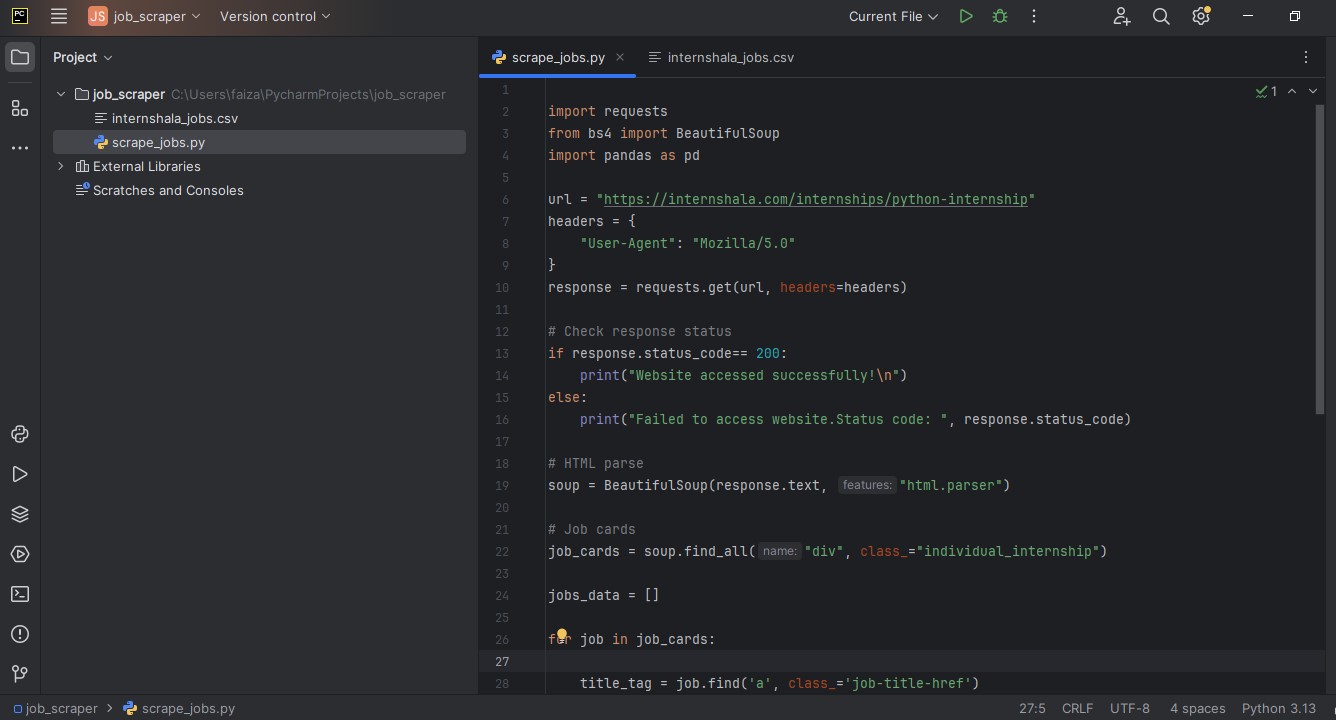 PC
JS job_scraper Version control Current File
Project
job_scraper C:\Users\faiza\PycharmProjects\job_scraper
internshala_jobs.csv
scrape_jobs.py
External Libraries
Scratches and Consoles
scrape_jobs.py internshala_jobs.csv
1
1
2 import requests
3 from bs4 import BeautifulSoup
4 import pandas as pd
5
6 url = "https://internshala.com/internships/python-internship"
7 headers = {
8 "User-Agent": "Mozilla/5.0"
9 }
10 response = requests.get(url, headers=headers)
11
12 # Check response status
13 if response.status_code== 200:
14 print("Website accessed successfully!\n")
15 else:
16 print("Failed to access website.Status code: ", response.status_code)
17
18 # HTML parse
19 soup = BeautifulSoup(response.text, features: "html.parser")
20
21 # Job cards
22 job_cards = soup.find_all( name: "div", class_="individual_internship")
23
24 jobs_data = []
25
26 for job in job_cards:
27
28 title_tag = job.find('a', class_='job-title-href')
job_scraper > scrape_jobs.py 27:5 CRLF UTF-8 4 spaces Python 3.13